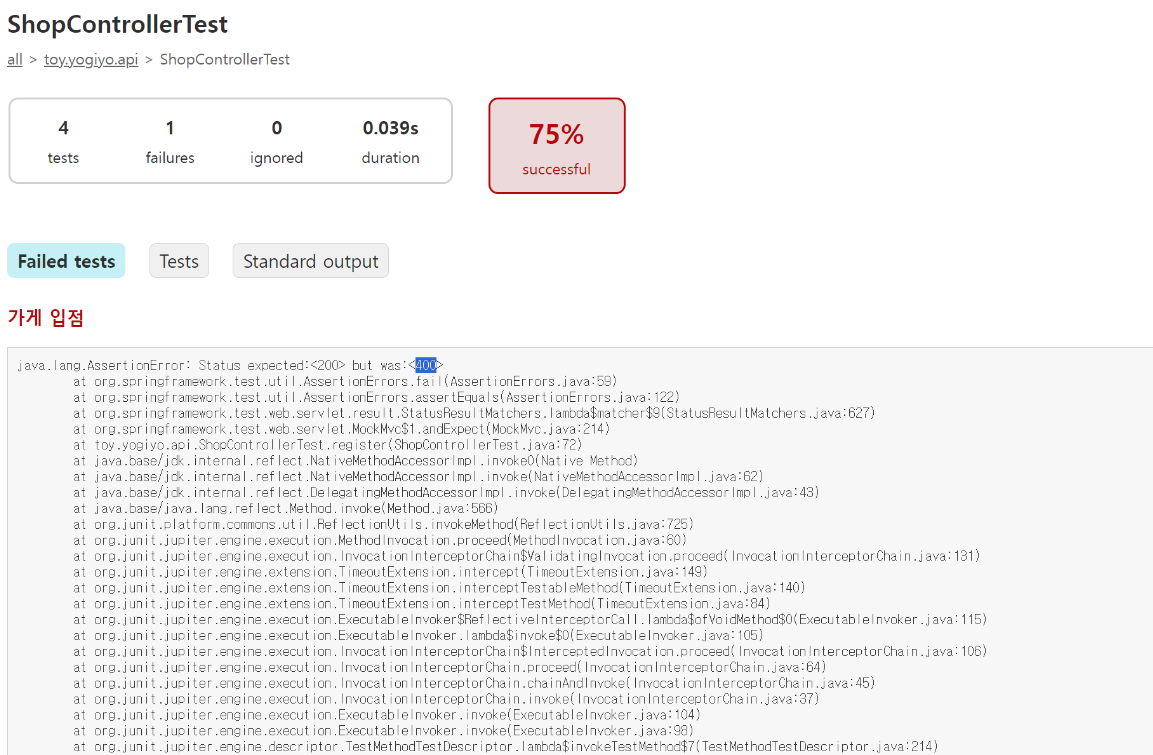 ShopControllerTest
all > toy.yogiyo.api > ShopControllerTest
4 1 0 0.039s
tests failures ignored duration
75%
successful
Failed tests Tests Standard output
가게 입점
java.lang.AssertionError: Status expected:<200> but was:<400>
at org.springframework.test.util.AssertionErrors.fail(AssertionErrors.java:59)
at org.springframework.test.util.AssertionErrors.assertEquals(AssertionErrors.java:122)
at org.springframework.test.web.servlet.result.StatusResultMatchers.lambda$matcher$9(StatusResultMatchers.java:627)
at org.springframework.test.web.servlet.MockMvc$1.andExpect(MockMvc.java:214)
at toy.yogiyo.api.ShopControllerTest.register(ShopControllerTest.java:72)
at java.base/jdk.internal.reflect.NativeMethodAccessorImpl.invoke0(Native Method)
at java.base/jdk.internal.reflect.NativeMethodAccessorImpl.invoke(NativeMethodAccessorImpl.java:62)
at java.base/jdk.internal.reflect.DelegatingMethodAccessorImpl.invoke(DelegatingMethodAccessorImpl.java:43)
at java.base/java.lang.reflect.Method.invoke(Method.java:566)
at org.junit.platform.commons.util.ReflectionUtils.invokeMethod(ReflectionUtils.java:725)
at org.junit.jupiter.engine.execution.MethodInvocation.proceed(MethodInvocation.java:60)
at org.junit.jupiter.engine.execution.InvocationInterceptorChain$ValidatingInvocation.proceed(InvocationInterceptorChain.java:131)
at org.junit.jupiter.engine.extension.TimeoutExtension.intercept(TimeoutExtension.java:149)
at org.junit.jupiter.engine.extension.TimeoutExtension.interceptTestableMethod(TimeoutExtension.java:140)
at org.junit.jupiter.engine.extension.TimeoutExtension.interceptTestMethod(TimeoutExtension.java:84)
at org.junit.jupiter.engine.execution.ExecutableInvoker$ReflectiveInterceptorCall.lambda$ofVoidMethod$0(ExecutableInvoker.java:115)
at org.junit.jupiter.engine.execution.ExecutableInvoker.lambda$invoke$0(ExecutableInvoker.java:105)
at org.junit.jupiter.engine.execution.InvocationInterceptorChain$InterceptedInvocation.proceed(InvocationInterceptorChain.java:106)
at org.junit.jupiter.engine.execution.InvocationInterceptorChain.proceed(InvocationInterceptorChain.java:64)
at org.junit.jupiter.engine.execution.InvocationInterceptorChain.chainAndInvoke(InvocationInterceptorChain.java:45)
at org.junit.jupiter.engine.execution.InvocationInterceptorChain.invoke(InvocationInterceptorChain.java:37)
at org.junit.jupiter.engine.execution.ExecutableInvoker.invoke(ExecutableInvoker.java:104)
at org.junit.jupiter.engine.execution.ExecutableInvoker.invoke(ExecutableInvoker.java:98)
at org.junit.jupiter.engine.descriptor.TestMethodTestDescriptor.lambda$invokeTestMethod$7(TestMethodTestDescriptor.java:214)